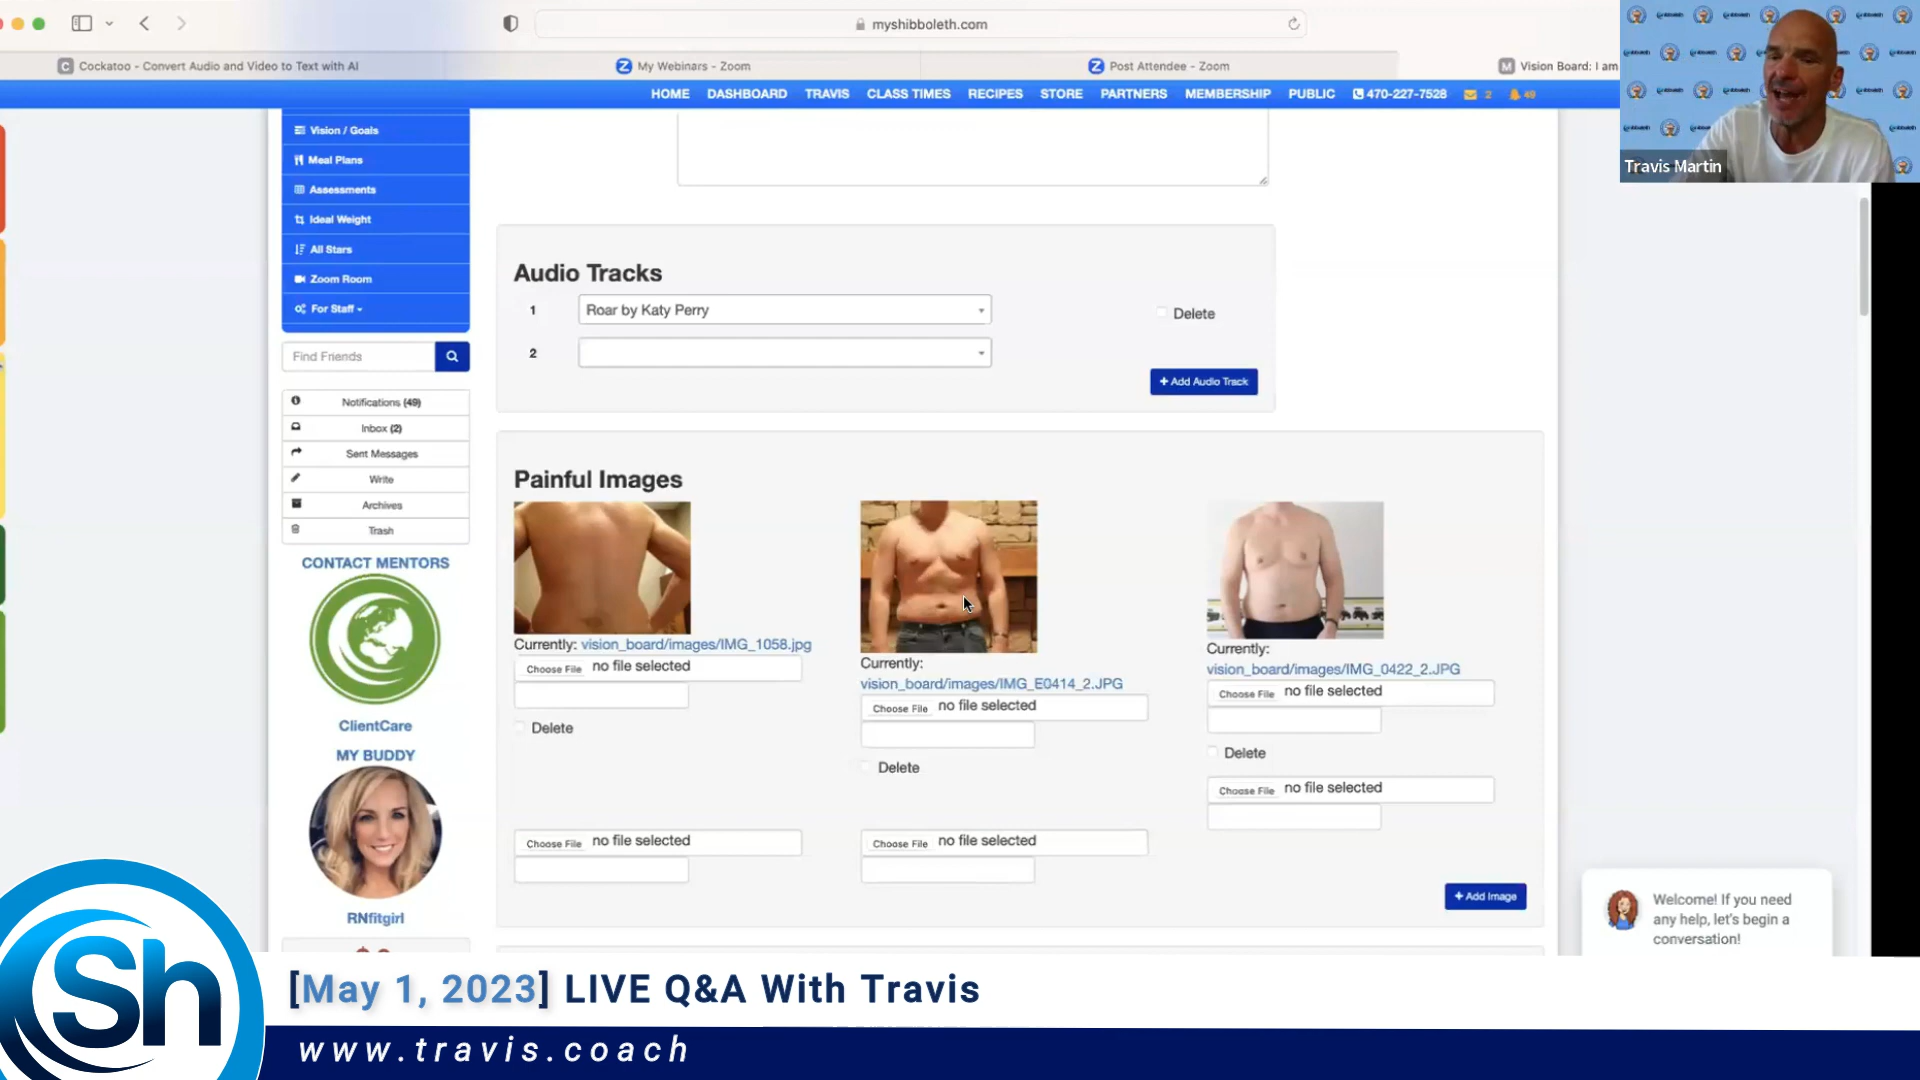 myshibboleth.com
Cockatoo - Convert Audio and Video to Text with AI
My Webinars - Zoom
Post Attendee - Zoom
Vision Board: I am
HOME DASHBOARD TRAVIS CLASS TIMES RECIPES STORE PARTNERS MEMBERSHIP PUBLIC 470-227-7528 2 49
Travis Martin
Vision / Goals
Meal Plans
Assessments
Ideal Weight
All Stars
Zoom Room
For Staff
Find Friends
Notifications (49)
Inbox (2)
Sent Messages
Write
Archives
Trash
CONTACT MENTORS
ClientCare
MY BUDDY
RNfitgirl
Audio Tracks
1 Roar by Katy Perry Delete
2
+ Add Audio Track
Painful Images
Currently: vision_board/images/IMG_1058.jpg
Choose File no file selected
Delete
Choose File no file selected
Currently:
vision_board/images/IMG_E0414_2.JPG
Choose File no file selected
Delete
Choose File no file selected
Currently:
vision_board/images/IMG_0422_2.JPG
Choose File no file selected
Delete
Choose File no file selected
+ Add Image
Welcome! If you need
any help, let's begin a
conversation!
Sh
[May 1, 2023] LIVE Q&A With Travis
www.travis.coach